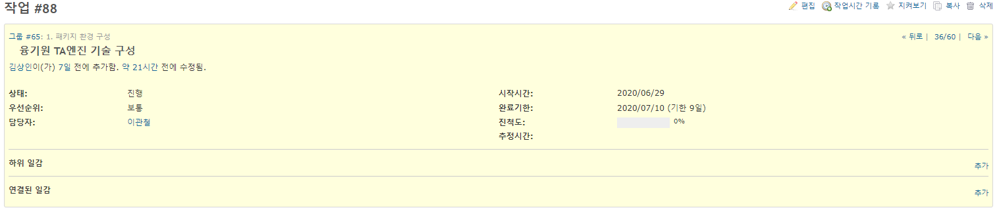 작업 #88
편집 작업시간 기록 지켜보기 복사 삭제
그룹 #65: 1. 패키지 환경 구성
« 뒤로 | 36/60 | 다음 »
융기원 TA엔진 기술 구성
김상인이(가) 7일 전에 추가함. 약 21시간 전에 수정됨.
상태: 진행 시작시간: 2020/06/29
우선순위: 보통 완료기한: 2020/07/10 (기한 9일)
담당자: 이관철 진척도: 0%
추정시간:
하위 일감 추가
연결된 일감 추가